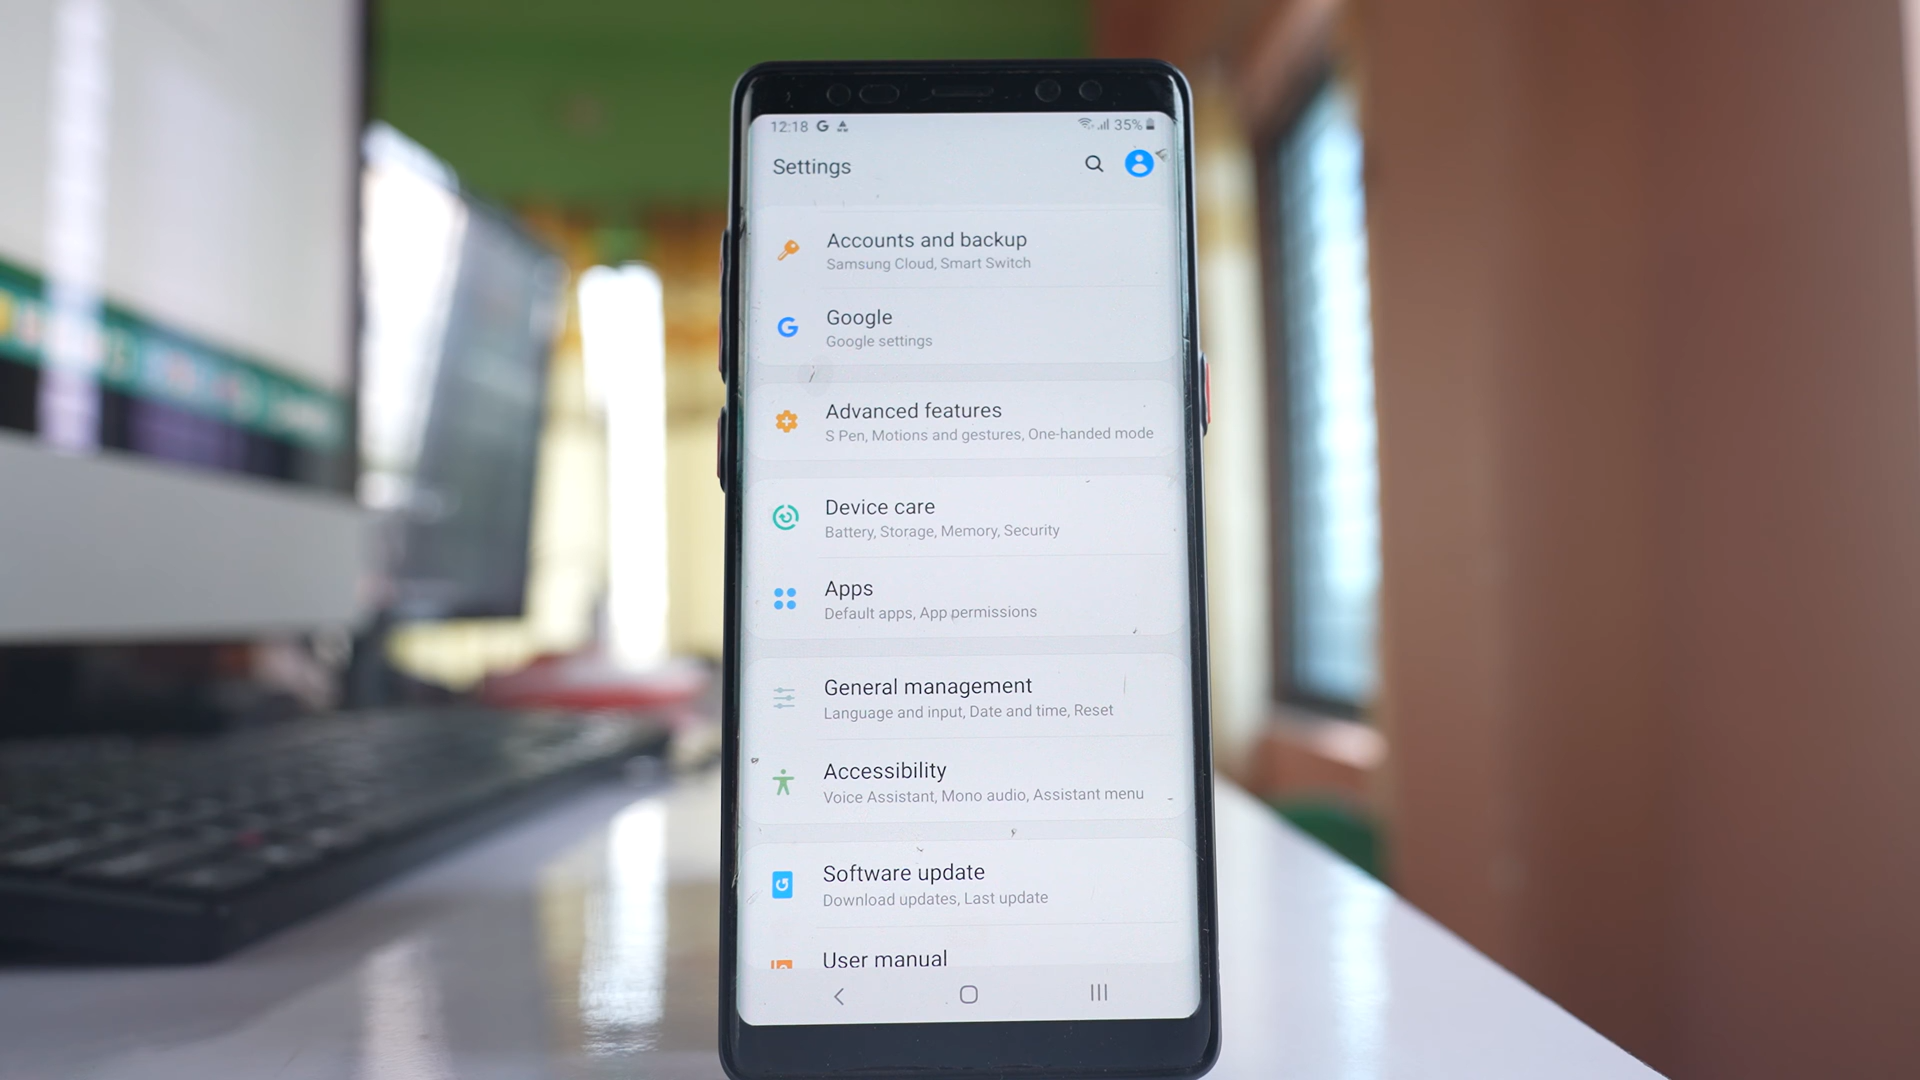 12:18 G 35%
Settings
Accounts and backup
Samsung Cloud, Smart Switch
G
Google
Google settings
Advanced features
S Pen, Motions and gestures, One-handed mode
Device care
Battery, Storage, Memory, Security
Apps
Default apps, App permissions
General management
Language and input, Date and time, Reset
Accessibility
Voice Assistant, Mono audio, Assistant menu
Software update
Download updates, Last update
User manual